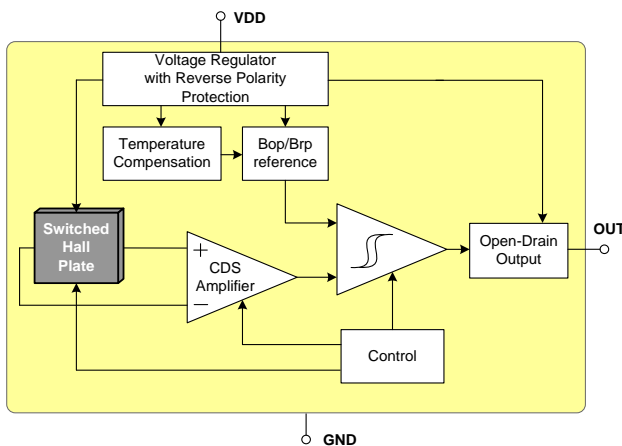 VDD
Voltage Regulator
with Reverse Polarity
Protection
Temperature
Compensation
Bop/Brp
reference
Switched
Hall
Plate
+
−
CDS
Amplifier
Open-Drain
Output
OUT
Control
GND